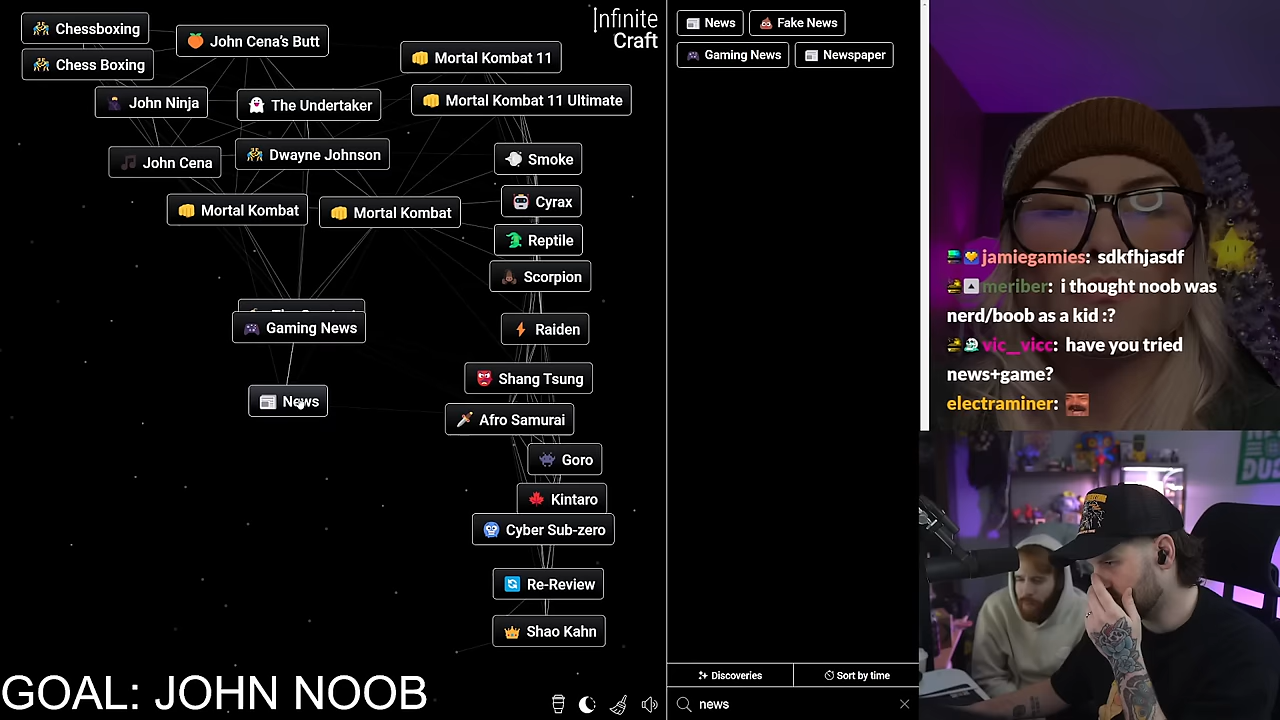 Chessboxing
Chess Boxing
John Cena's Butt
John Ninja
The Undertaker
John Cena
Dwayne Johnson
Mortal Kombat
Mortal Kombat
Mortal Kombat 11
Mortal Kombat 11 Ultimate
Infinite
Craft
Smoke
Cyrax
Reptile
Scorpion
Raiden
Shang Tsung
Afro Samurai
Goro
Kintaro
Cyber Sub-zero
Re-Review
Shao Kahn
Gaming News
News
GOAL: JOHN NOOB
News
Fake News
Gaming News
Newspaper
Discoveries
Sort by time
news
jamiegamies: sdkfhjasdf
meriber: i thought noob was
nerd/boob as a kid :?
vic__vicc: have you tried
news+game?
electraminer: